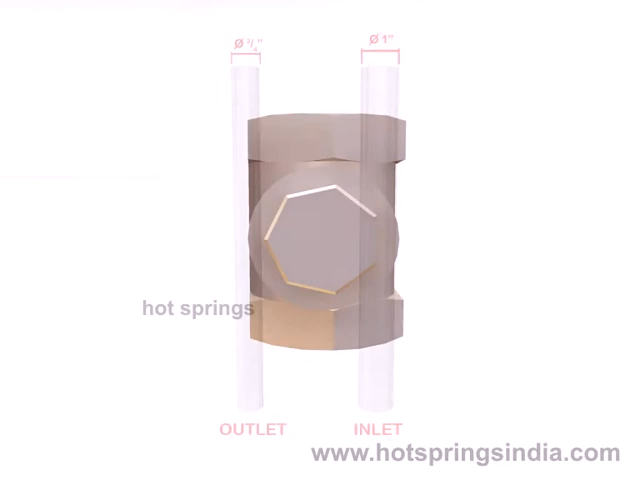 Ø ³/₄" Ø 1"
hot springs
OUTLET INLET
www.hotspringsindia.com